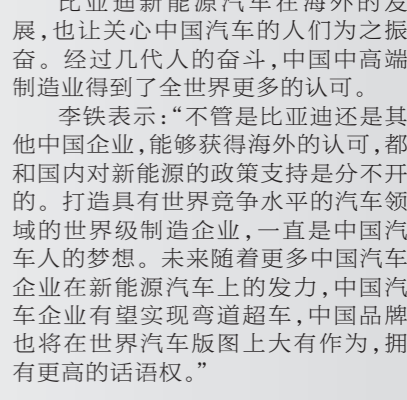 比亚迪新能源汽车在海外的发
展,也让关心中国汽车的人们为之振
奋。经过几代人的奋斗,中国中高端
制造业得到了全世界更多的认可。
李铁表示:“不管是比亚迪还是其
他中国企业,能够获得海外的认可,都
和国内对新能源的政策支持是分不开
的。打造具有世界竞争水平的汽车领
域的世界级制造企业,一直是中国汽
车人的梦想。未来随着更多中国汽车
企业在新能源汽车上的发力,中国汽
车企业有望实现弯道超车,中国品牌
也将在世界汽车版图上大有作为,拥
有更高的话语权。”